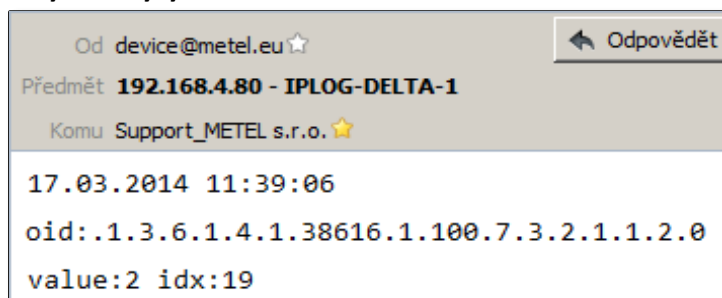 Od device@metel.eu
Odpovědět
Předmět 192.168.4.80 - IPLOG-DELTA-1
Komu Support_METEL s.r.o.
17.03.2014 11:39:06
oid:.1.3.6.1.4.1.38616.1.100.7.3.2.1.1.2.0
value:2 idx:19